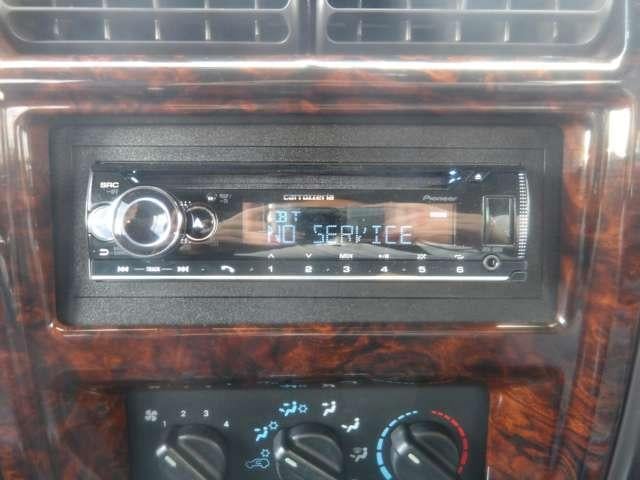 SRC
carrozzeria Pioneer
BT
NO SERVICE
TRACK
1 2 3 4 5 6
1 2 3 4